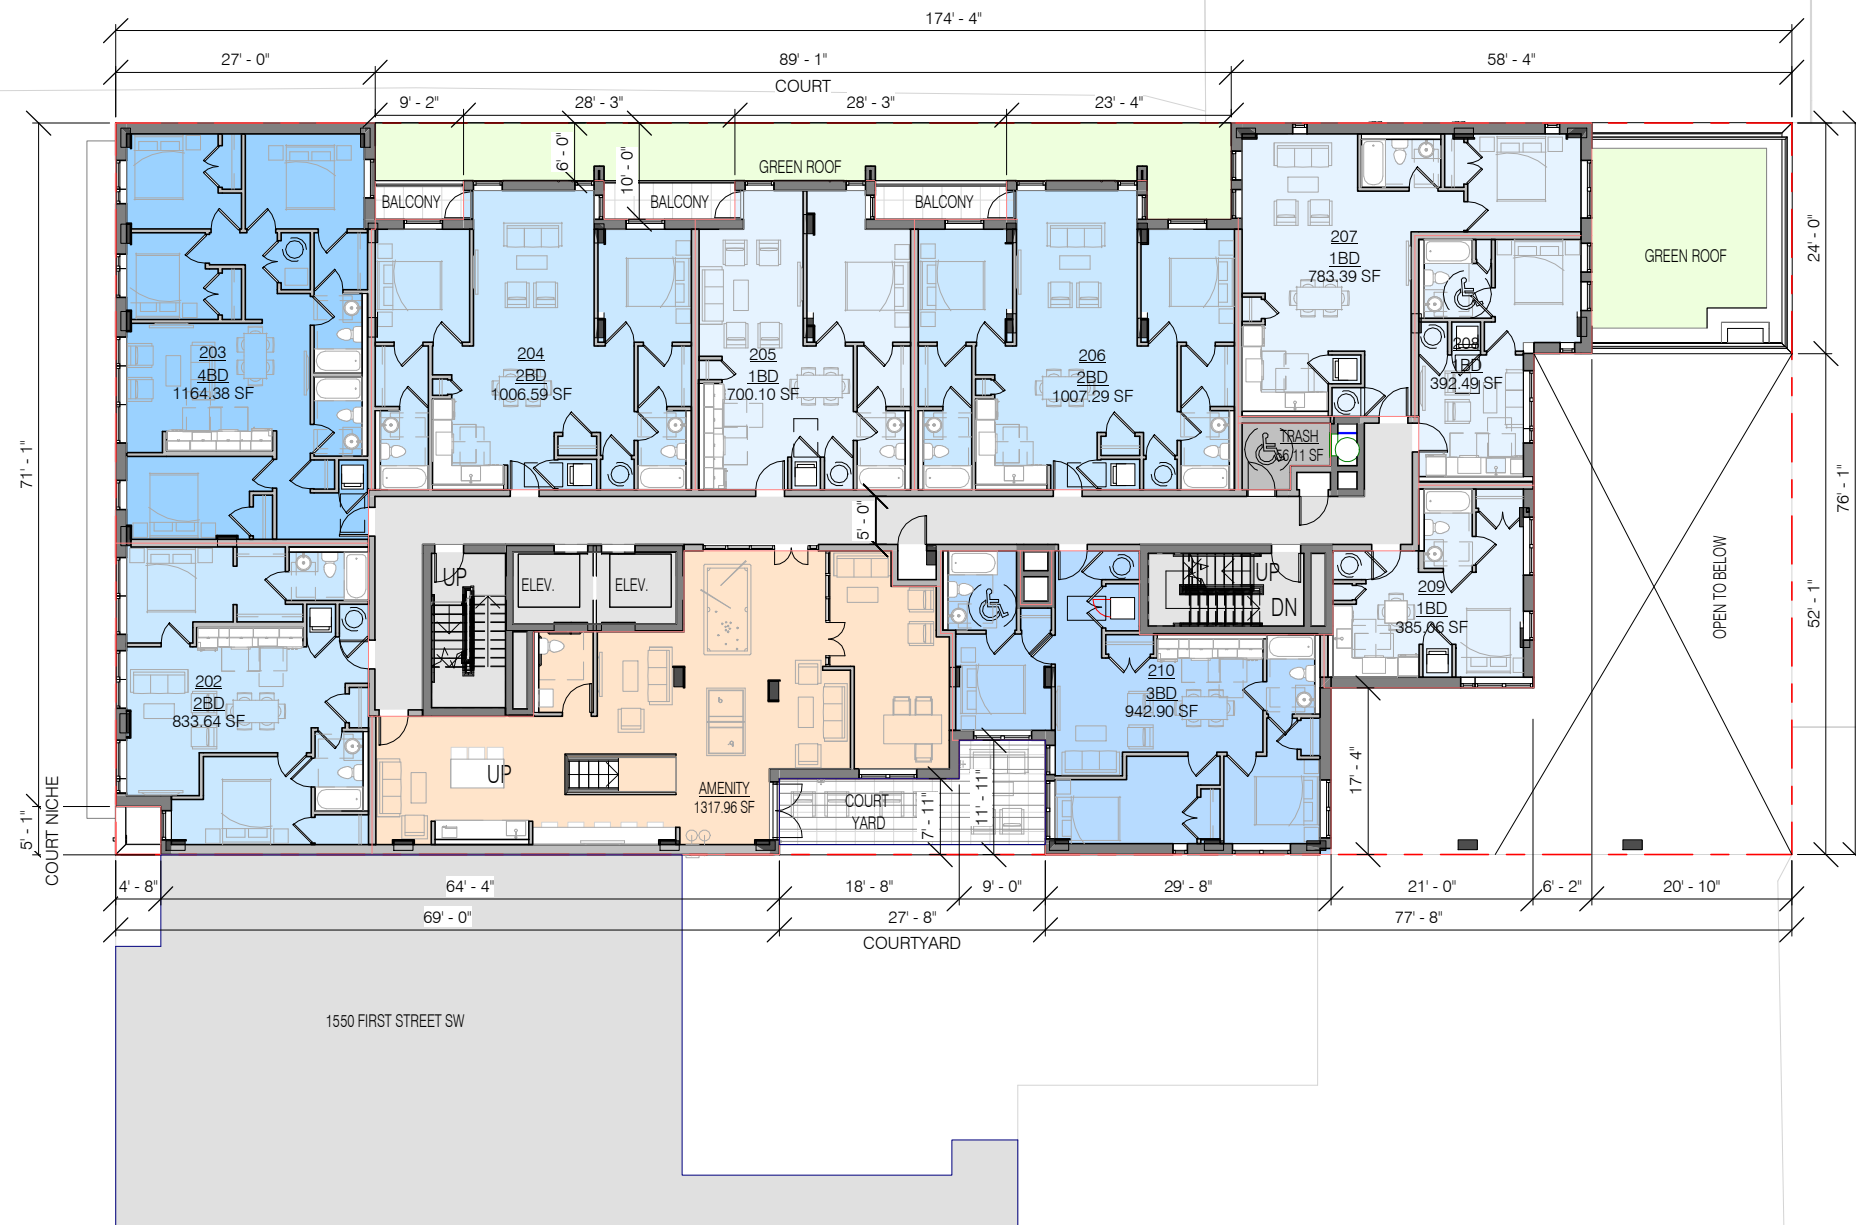 174' - 4"
27' - 0"
89' - 1"
58' - 4"
COURT
9' - 2"
28' - 3"
28' - 3"
23' - 4"
6' - 0"
10' - 0"
GREEN ROOF
BALCONY
BALCONY
BALCONY
207
1BD
783.39 SF
GREEN ROOF
24' - 0"
203
4BD
1164.38 SF
204
2BD
1006.59 SF
205
1BD
700.10 SF
206
2BD
1007.29 SF
208
1BD
392.49 SF
TRASH
56.11 SF
71' - 1"
76' - 1"
5' - 0"
UP
ELEV.
ELEV.
UP
DN
209
1BD
385.06 SF
OPEN TO BELOW
52' - 1"
202
2BD
833.64 SF
210
3BD
942.90 SF
UP
AMENITY
1317.96 SF
COURT
YARD
7' - 11"
11' - 11"
17' - 4"
5' - 1"
COURT NICHE
4' - 8"
64' - 4"
18' - 8"
9' - 0"
29' - 8"
21' - 0"
6' - 2"
20' - 10"
69' - 0"
27' - 8"
77' - 8"
COURTYARD
1550 FIRST STREET SW